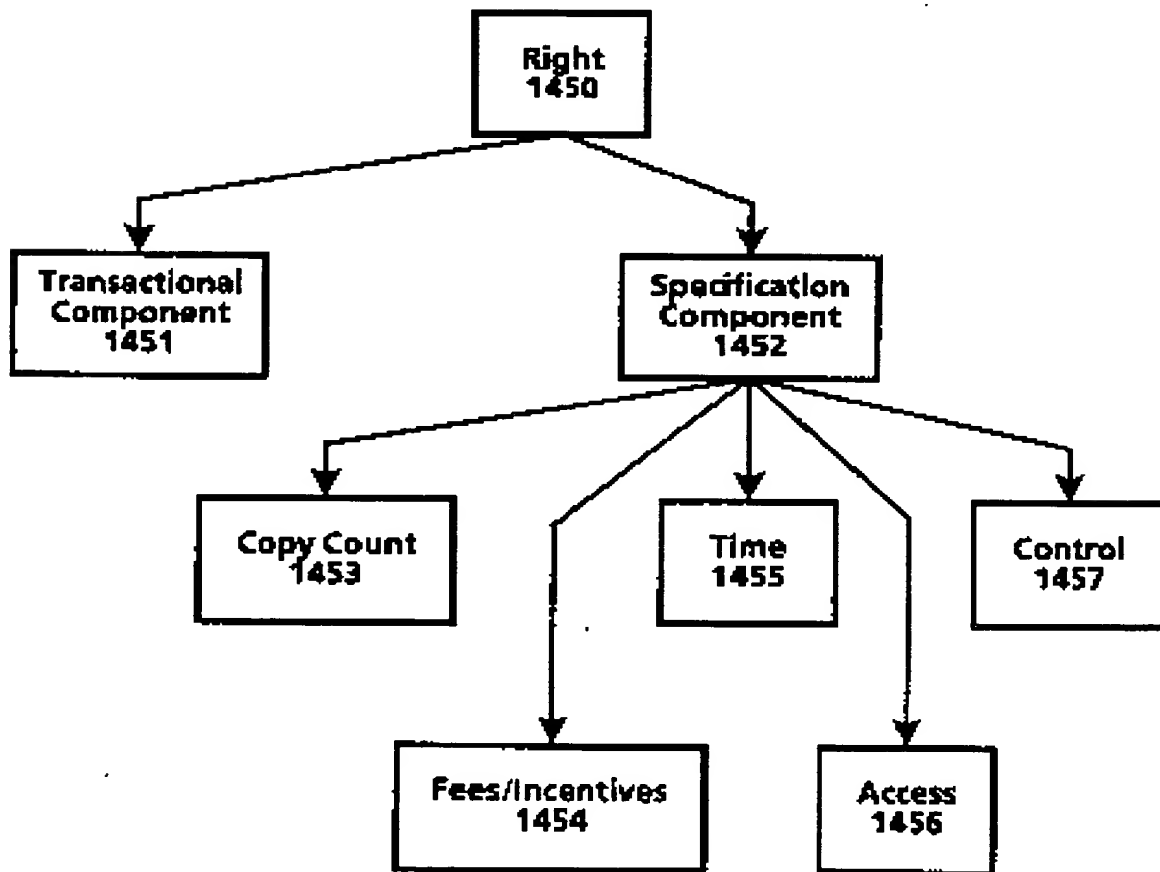 Right
1450
Transactional
Component
1451
Specification
Component
1452
Copy Count
1453
Time
1455
Control
1457
Fees/Incentives
1454
Access
1456